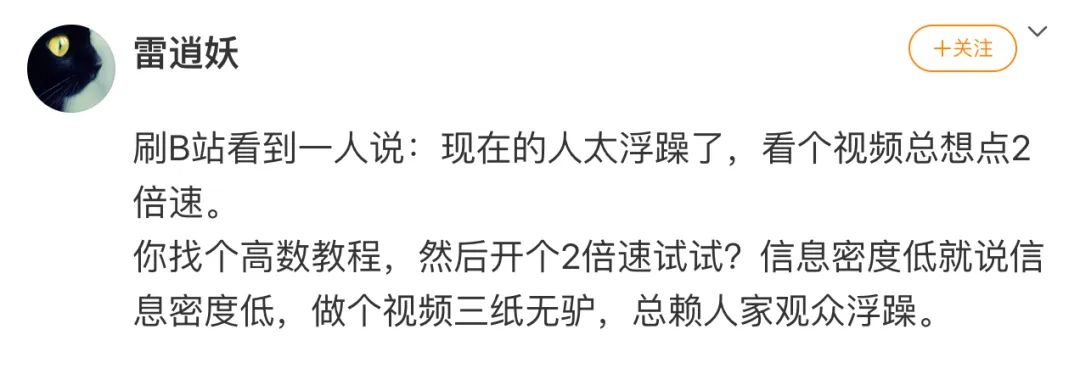 雷逍妖
+关注
刷B站看到一人说：现在的人太浮躁了，看个视频总想点2
倍速。
你找个高数教程，然后开个2倍速试试？信息密度低就说信
息密度低，做个视频三纸无驴，总赖人家观众浮躁。